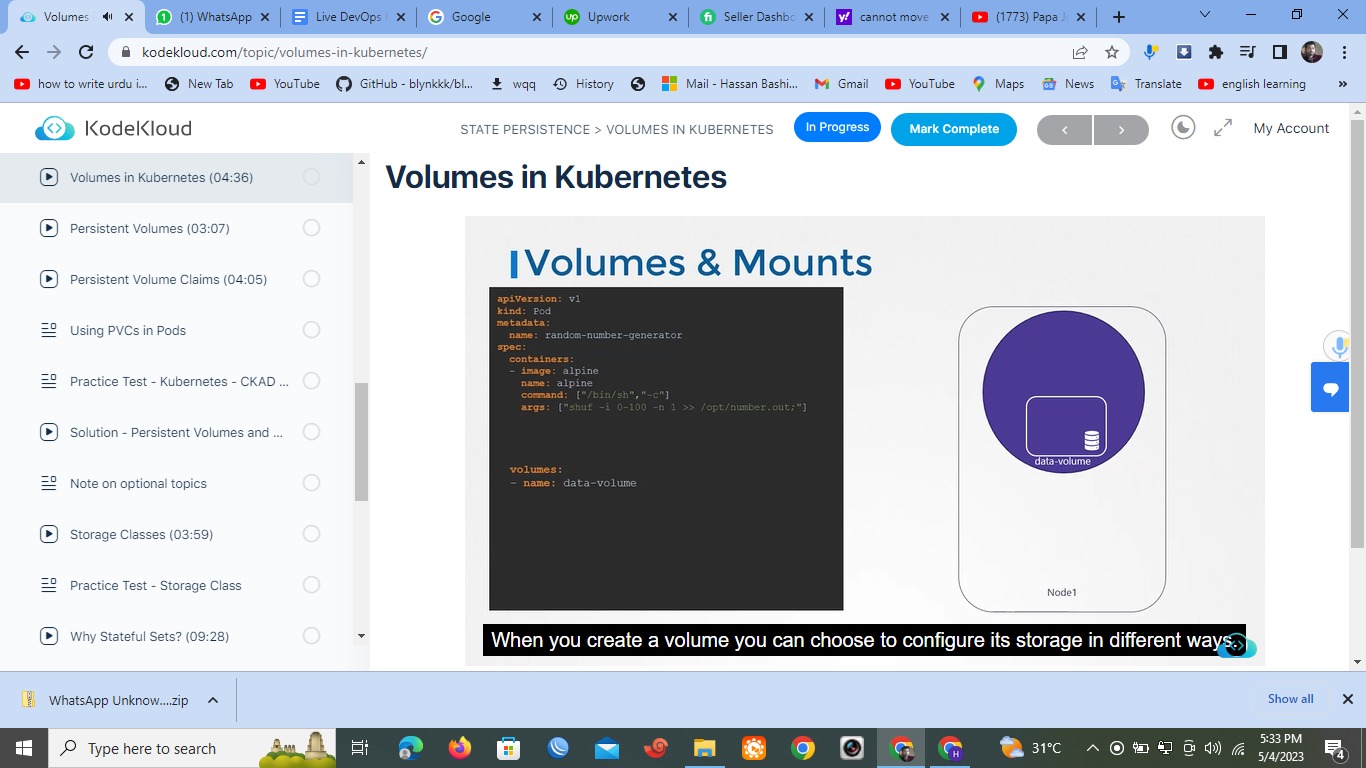 Volumes
(1) WhatsApp
Live DevOps
Google
Upwork
Seller Dashbo
cannot move
(1773) Papa J
kodekloud.com/topic/volumes-in-kubernetes/
how to write urdu i...
New Tab
YouTube
GitHub - blynkkk/bl...
wqq
History
Mail - Hassan Bashi...
Gmail
YouTube
Maps
News
Translate
english learning
»
KodeKloud
STATE PERSISTENCE > VOLUMES IN KUBERNETES
In Progress
Mark Complete
<
>
My Account
Volumes in Kubernetes (04:36)
Persistent Volumes (03:07)
Persistent Volume Claims (04:05)
Using PVCs in Pods
Practice Test - Kubernetes - CKAD ...
Solution - Persistent Volumes and ...
Note on optional topics
Storage Classes (03:59)
Practice Test - Storage Class
Why Stateful Sets? (09:28)
Volumes in Kubernetes
Volumes & Mounts
apiVersion: v1
kind: Pod
metadata:
  name: random-number-generator
spec:
  containers:
  - image: alpine
    name: alpine
    command: ["/bin/sh","-c"]
    args: ["shuf -i 0-100 -n 1 >> /opt/number.out;"]
  volumes:
  - name: data-volume
data-volume
Node1
When you create a volume you can choose to configure its storage in different ways.
WhatsApp Unknow....zip
Show all
Type here to search
H
31°C
5:33 PM
5/4/2023
4